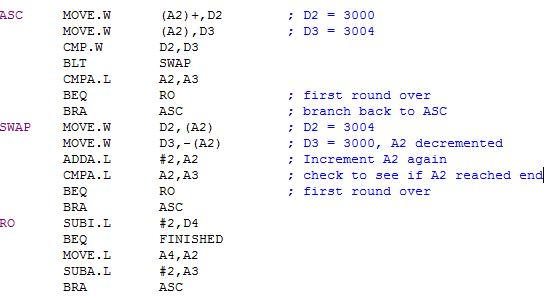 ASC MOVE.W (A2)+,D2 ; D2 = 3000
MOVE.W (A2),D3 ; D3 = 3004
CMP.W D2,D3
BLT SWAP
CMPA.L A2,A3
BEQ RO ; first round over
BRA ASC ; branch back to ASC
SWAP MOVE.W D2,(A2) ; D2 = 3004
MOVE.W D3,-(A2) ; D3 = 3000, A2 decremented
ADDA.L #2,A2 ; Increment A2 again
CMPA.L A2,A3 ; check to see if A2 reached end
BEQ RO ; first round over
BRA ASC
RO SUBI.L #2,D4
BEQ FINISHED
MOVE.L A4,A2
SUBA.L #2,A3
BRA ASC